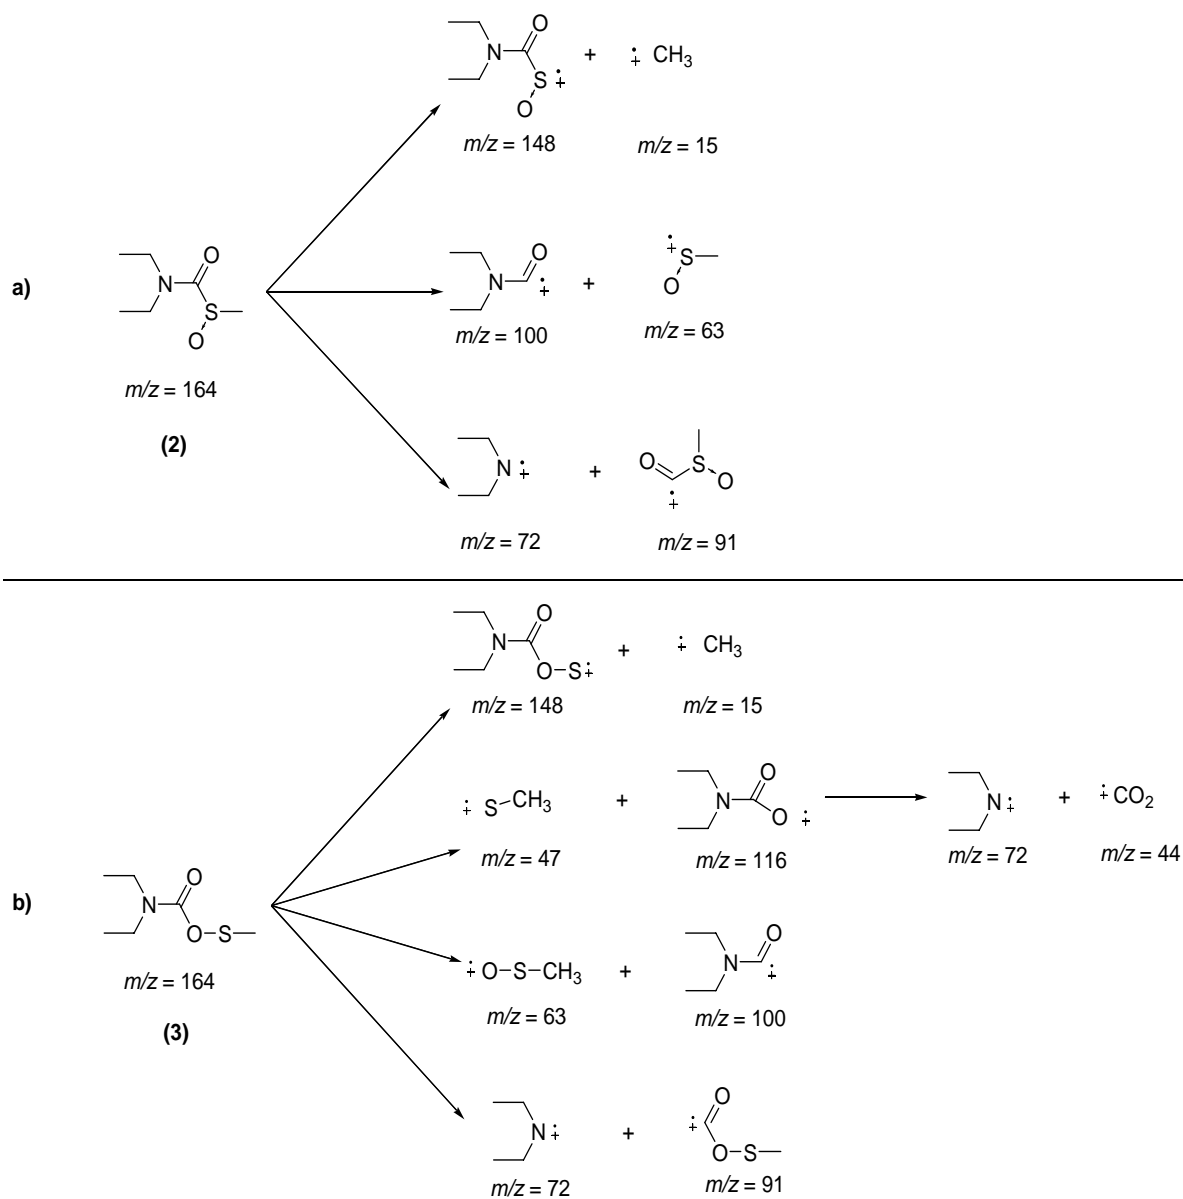 O
N
S
O
+
CH3
m/z = 148
m/z = 15
a)
N
O
S
O
m/z = 164
(2)
N
O
+
S
O
m/z = 100
m/z = 63
N
+
O
S
O
m/z = 72
m/z = 91
N
O
O
S
+
CH3
m/z = 148
m/z = 15
b)
N
O
O
S
m/z = 164
(3)
S
CH3
+
N
O
O
N
+
CO2
m/z = 47
m/z = 116
m/z = 72
m/z = 44
O
S
CH3
+
N
O
m/z = 63
m/z = 100
N
+
O
O
S
m/z = 72
m/z = 91